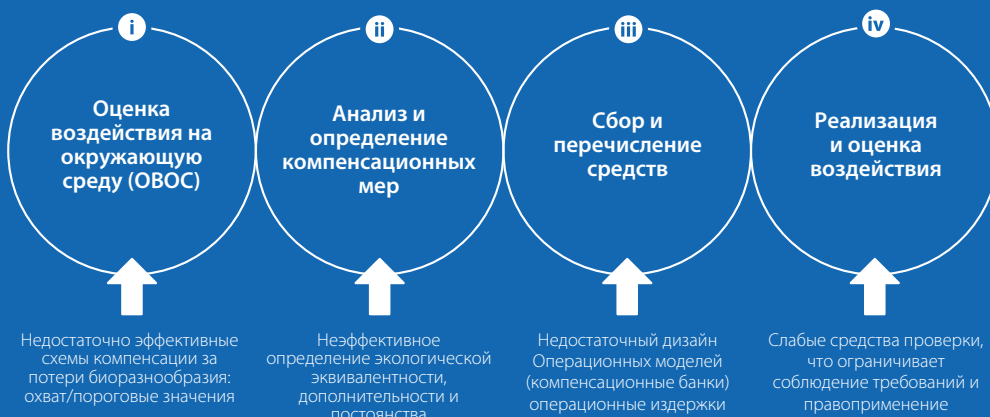 i
Оценка
воздействия на
окружающую
среду (ОВОС)
Недостаточно эффективные
схемы компенсации за
потери биоразнообразия:
охват/пороговые значения
ii
Анализ и
определение
компенсационных
мер
Неэффективное
определение экологической
эквивалентности,
дополнительности и
постоянства
iii
Сбор и
перечисление
средств
Недостаточный дизайн
Операционных моделей
(компенсационные банки)
операционные издержки
iv
Реализация
и оценка
воздействия
Слабые средства проверки,
что ограничивает
соблюдение требований и
правоприменение